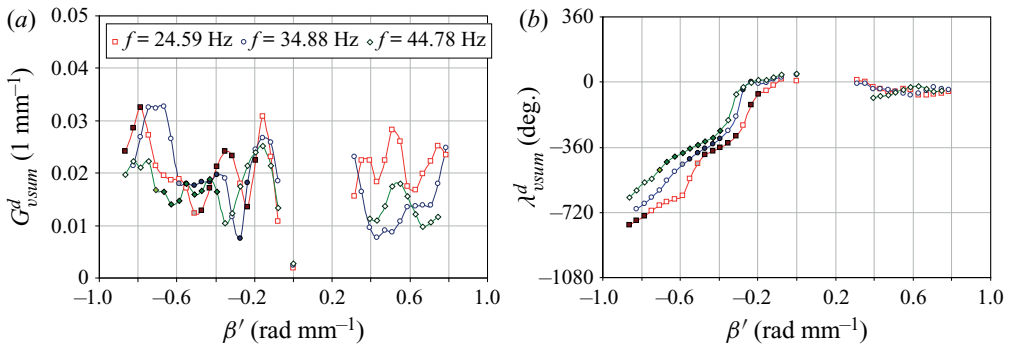 (a)
0.05
0.04
0.03
0.02
0.01
0
G^d_vsum (1 mm⁻¹)
f = 24.59 Hz f = 34.88 Hz f = 44.78 Hz
−1.0 −0.6 −0.2 0.2 0.6 1.0
β′ (rad mm⁻¹)
(b)
360
0
−360
−720
−1080
λ^d_vsum (deg.)
−1.0 −0.6 −0.2 0.2 0.6 1.0
β′ (rad mm⁻¹)